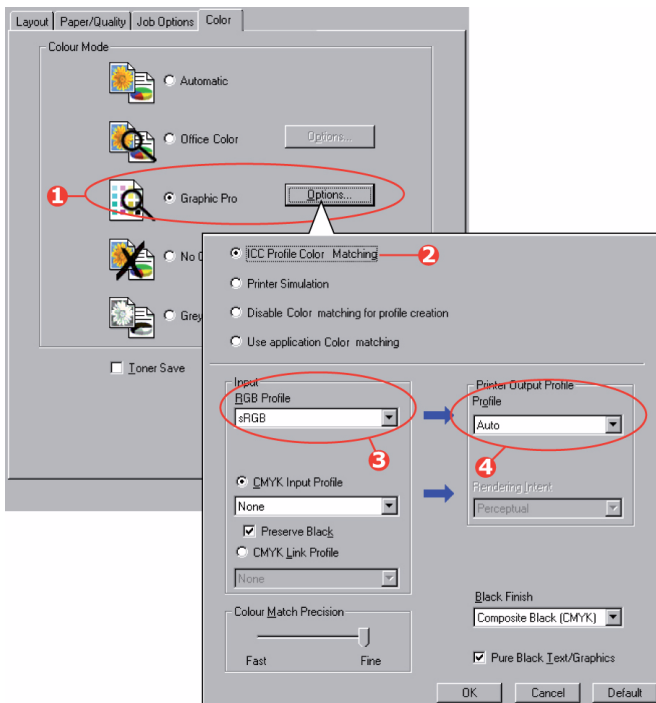 Layout Paper/Quality Job Options Color
Colour Mode
Automatic
Office Color Options...
1 Graphic Pro Options...
ICC Profile Color Matching 2
No C
Printer Simulation
Disable Color matching for profile creation
Grey
Use application Color matching
Toner Save
Input
RGB Profile
sRGB
3
Printer Output Profile
Profile
Auto
4
CMYK Input Profile
None
Preserve Black
CMYK Link Profile
None
Rendering Intent
Perceptual
Colour Match Precision
Fast Fine
Black Finish
Composite Black (CMYK)
Pure Black Text/Graphics
OK Cancel Default